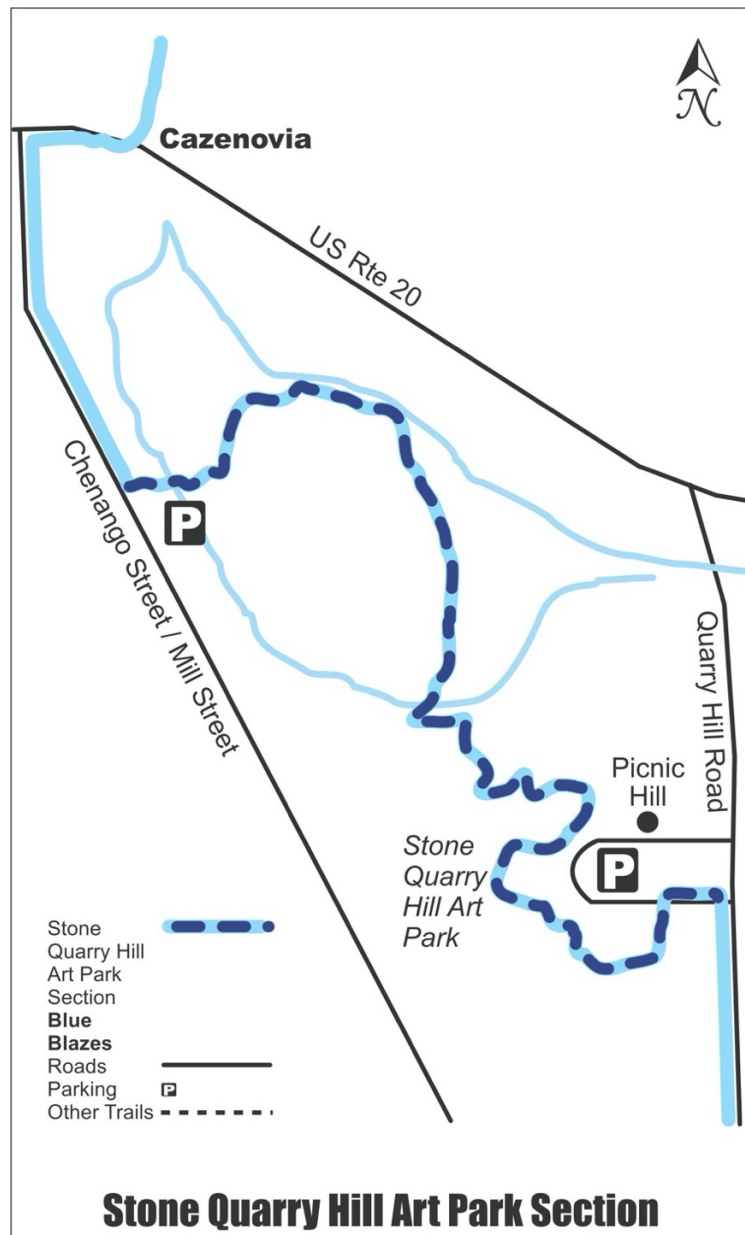 N
Cazenovia
US Rte 20
Chenango Street / Mill Street
P
Quarry Hill Road
Picnic
Hill
P
Stone
Quarry
Hill Art
Park
Stone
Quarry Hill
Art Park
Section
Blue
Blazes
Roads
Parking P
Other Trails
Stone Quarry Hill Art Park Section